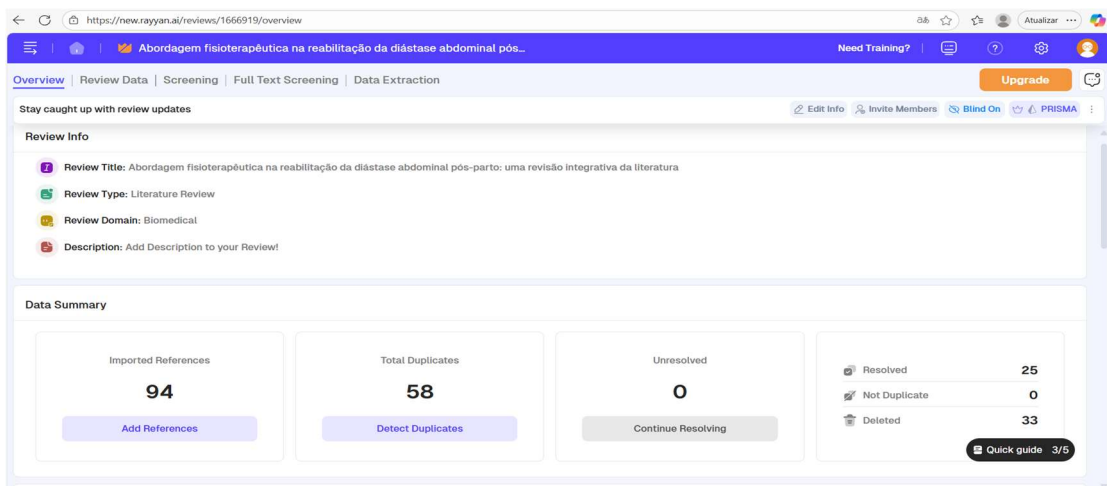 https://new.rayyan.ai/reviews/1666919/overview
Atualizar
Abordagem fisioterapêutica na reabilitação da diástase abdominal pós...
Need Training?
Overview | Review Data | Screening | Full Text Screening | Data Extraction
Upgrade
Stay caught up with review updates
Edit Info
Invite Members
Blind On
PRISMA
Review Info
Review Title: Abordagem fisioterapêutica na reabilitação da diástase abdominal pós-parto: uma revisão integrativa da literatura
Review Type: Literature Review
Review Domain: Biomedical
Description: Add Description to your Review!
Data Summary
Imported References
94
Add References
Total Duplicates
58
Detect Duplicates
Unresolved
0
Continue Resolving
Resolved 25
Not Duplicate 0
Deleted 33
Quick guide 3/5